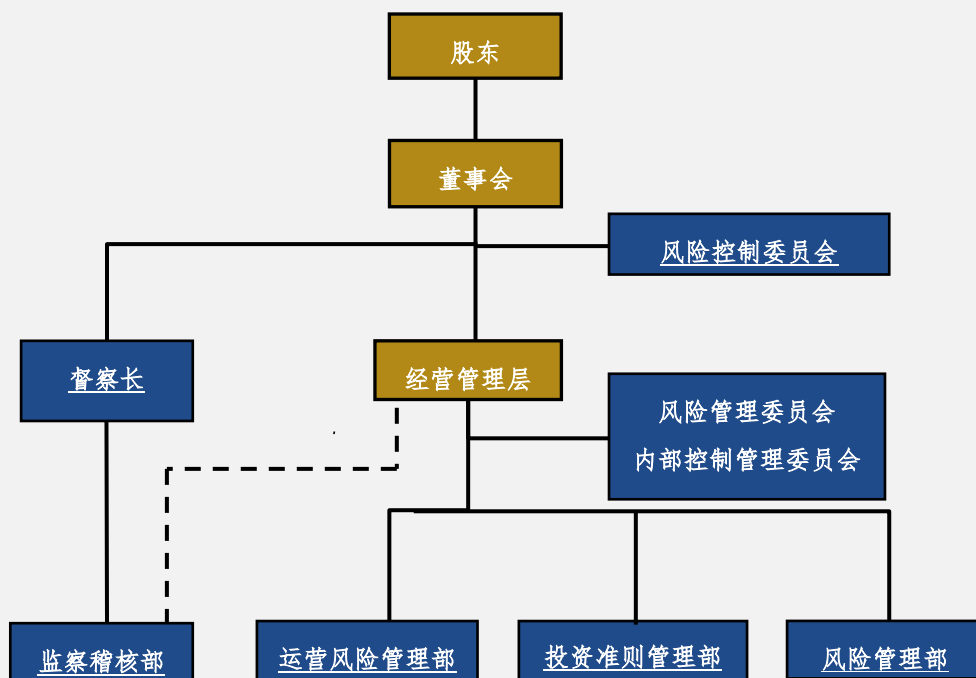 股东
董事会
风险控制委员会
督察长
经营管理层
风险管理委员会
内部控制管理委员会
监察稽核部
运营风险管理部
投资准则管理部
风险管理部